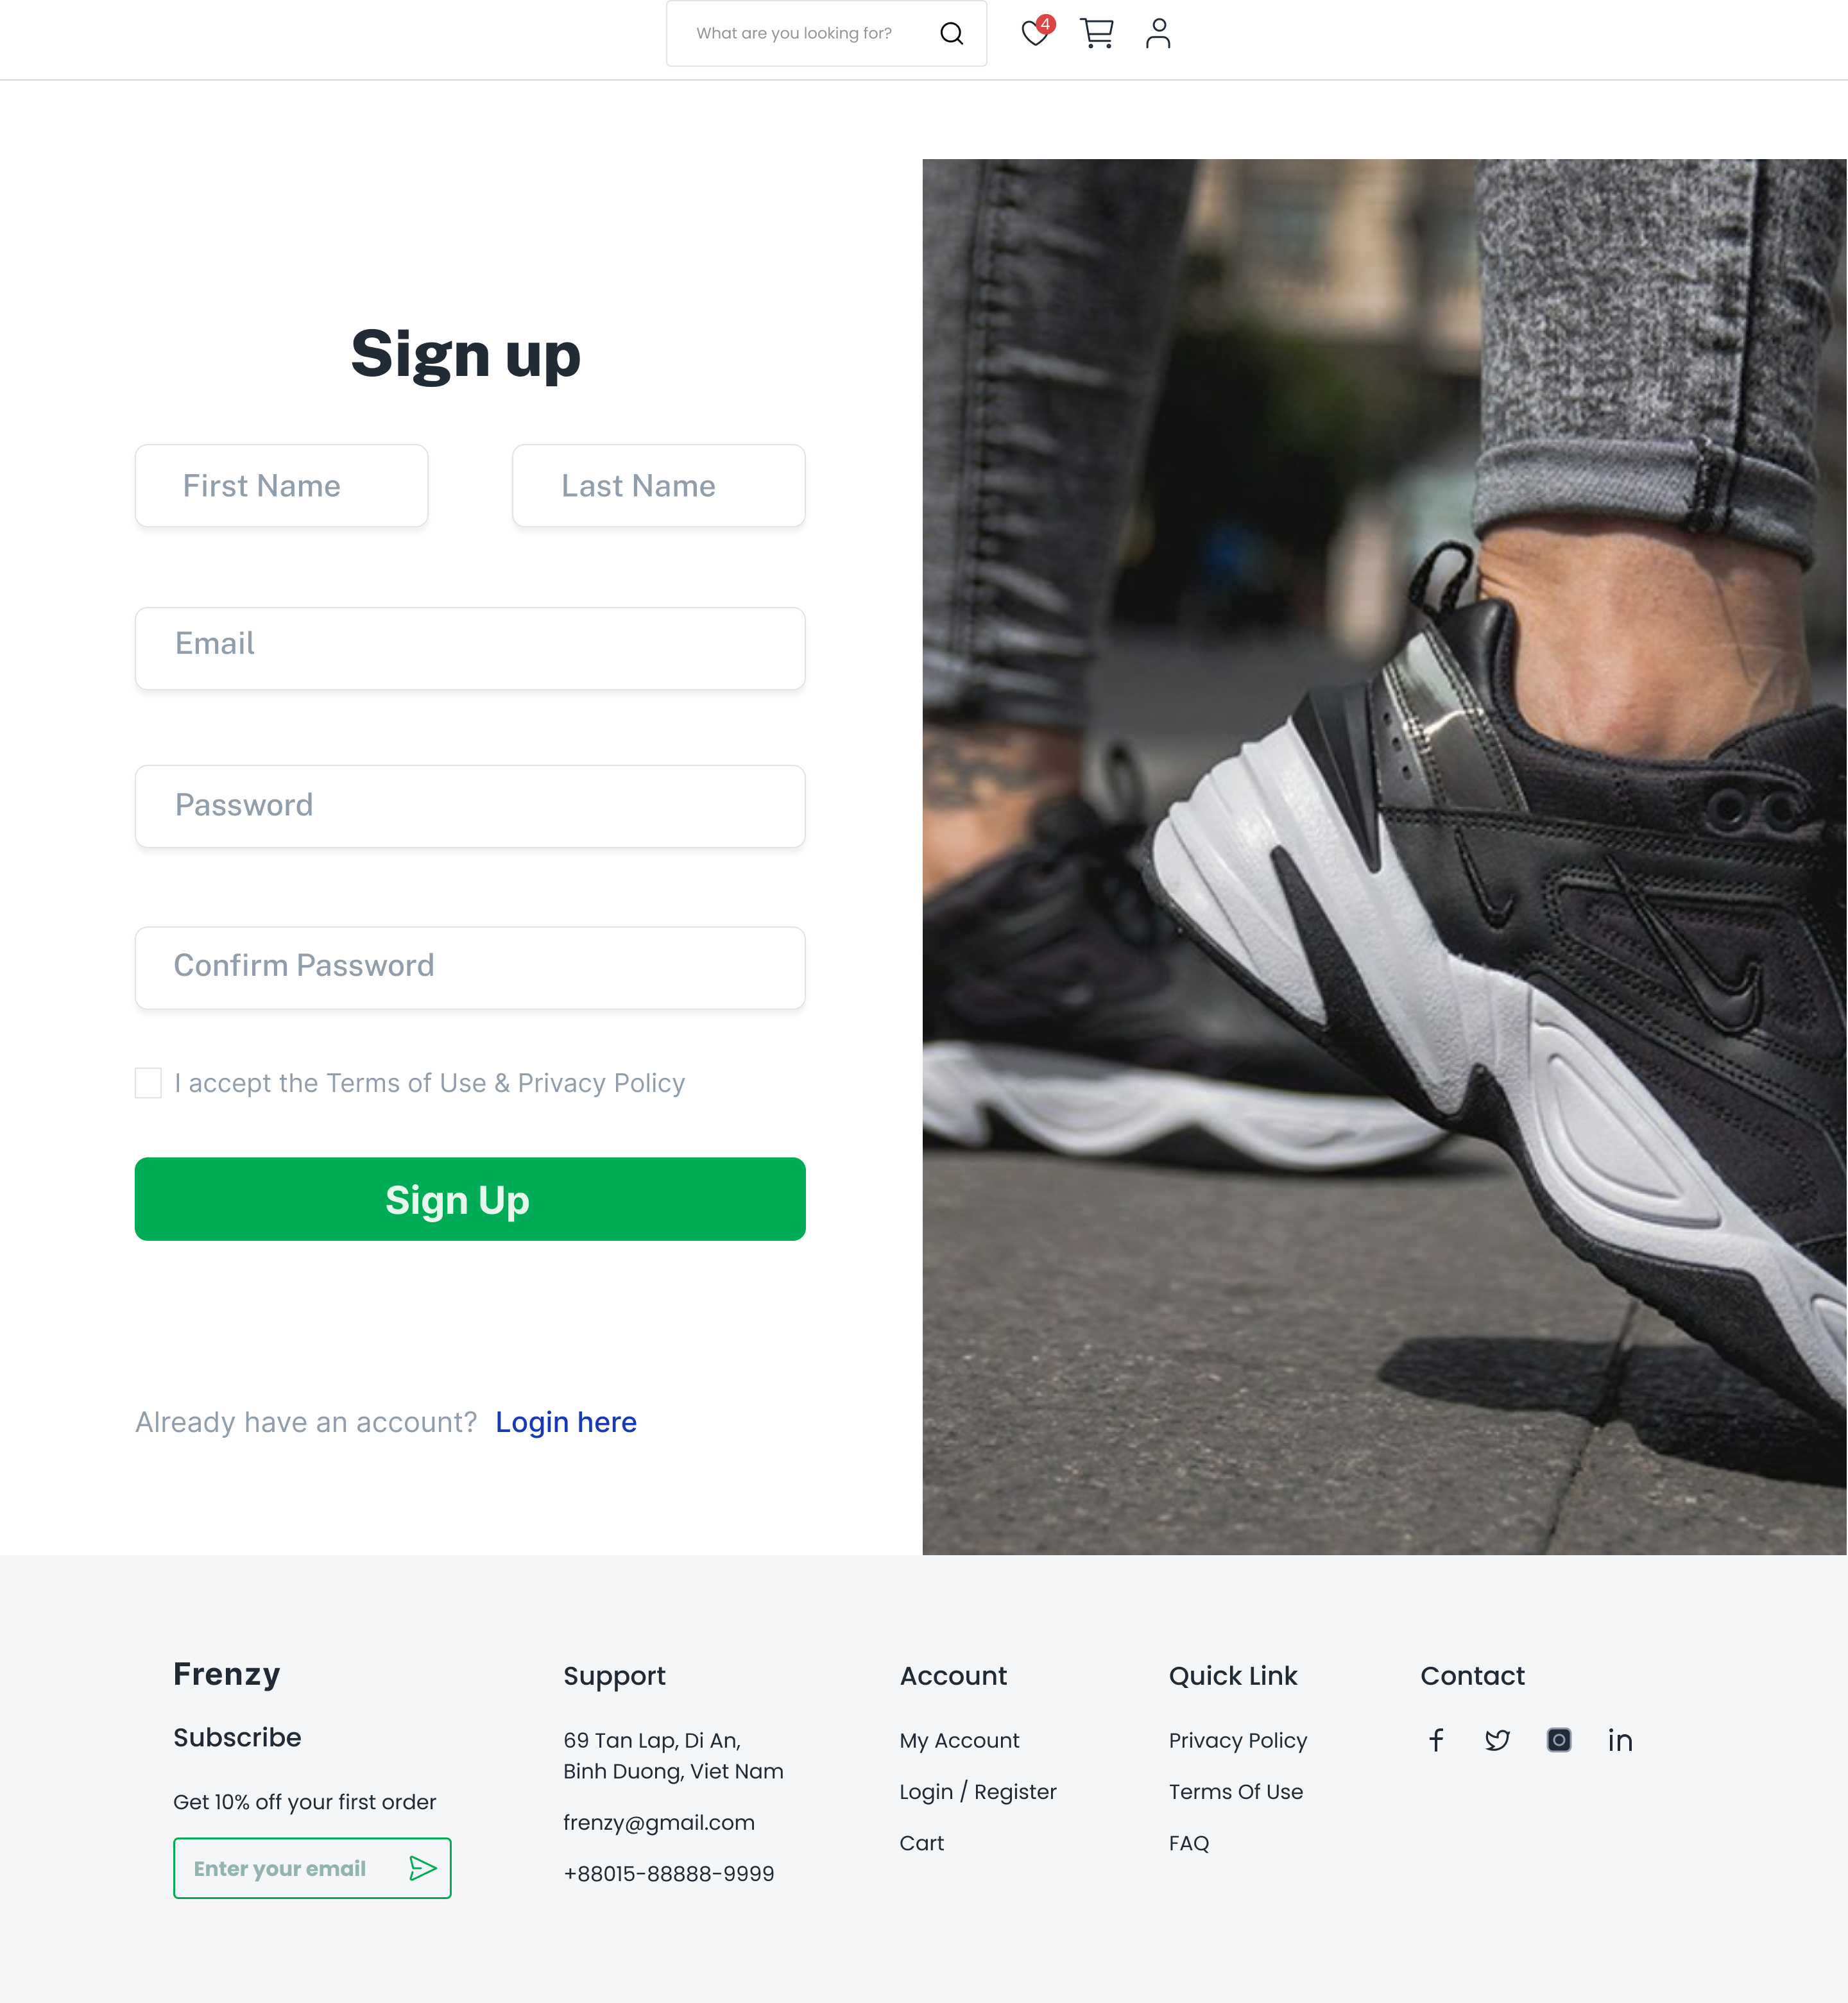 What are you looking for?
4
Sign up
First Name
Last Name
Email
Password
Confirm Password
I accept the Terms of Use & Privacy Policy
Sign Up
Already have an account? Login here
Frenzy
Subscribe
Get 10% off your first order
Enter your email
Support
69 Tan Lap, Di An,
Binh Duong, Viet Nam
frenzy@gmail.com
+88015-88888-9999
Account
My Account
Login / Register
Cart
Quick Link
Privacy Policy
Terms Of Use
FAQ
Contact
f
in